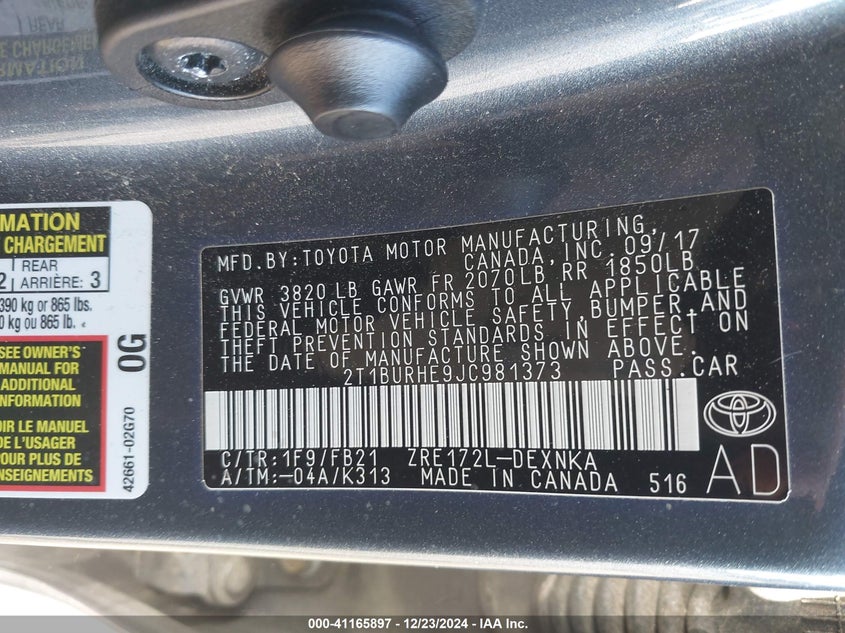 MATION
CHARGEMENT
2 REAR
ARRIÈRE: 3
390 kg or 865 lbs.
0 kg ou 865 lb.
SEE OWNER'S
MANUAL FOR
ADDITIONAL
INFORMATION
OIR LE MANUEL
DE L'USAGER
POUR PLUS DE
RENSEIGNEMENTS
0G
42661-02G70
MFD.BY:TOYOTA MOTOR MANUFACTURING,
CANADA, INC. 09/17
GVWR 3820 LB GAWR FR 2070LB, RR 1850LB
THIS VEHICLE CONFORMS TO ALL APPLICABLE
FEDERAL MOTOR VEHICLE SAFETY, BUMPER, AND
THEFT PREVENTION STANDARDS IN EFFECT ON
THE DATE OF MANUFACTURE SHOWN ABOVE.
2T1BURHE9JC981373 PASS.CAR
C/TR:1F9/FB21 ZRE172L-DEXNKA
A/TM:-04A/K313 MADE IN CANADA 516
AD
000-41165897 - 12/23/2024 - IAA Inc.